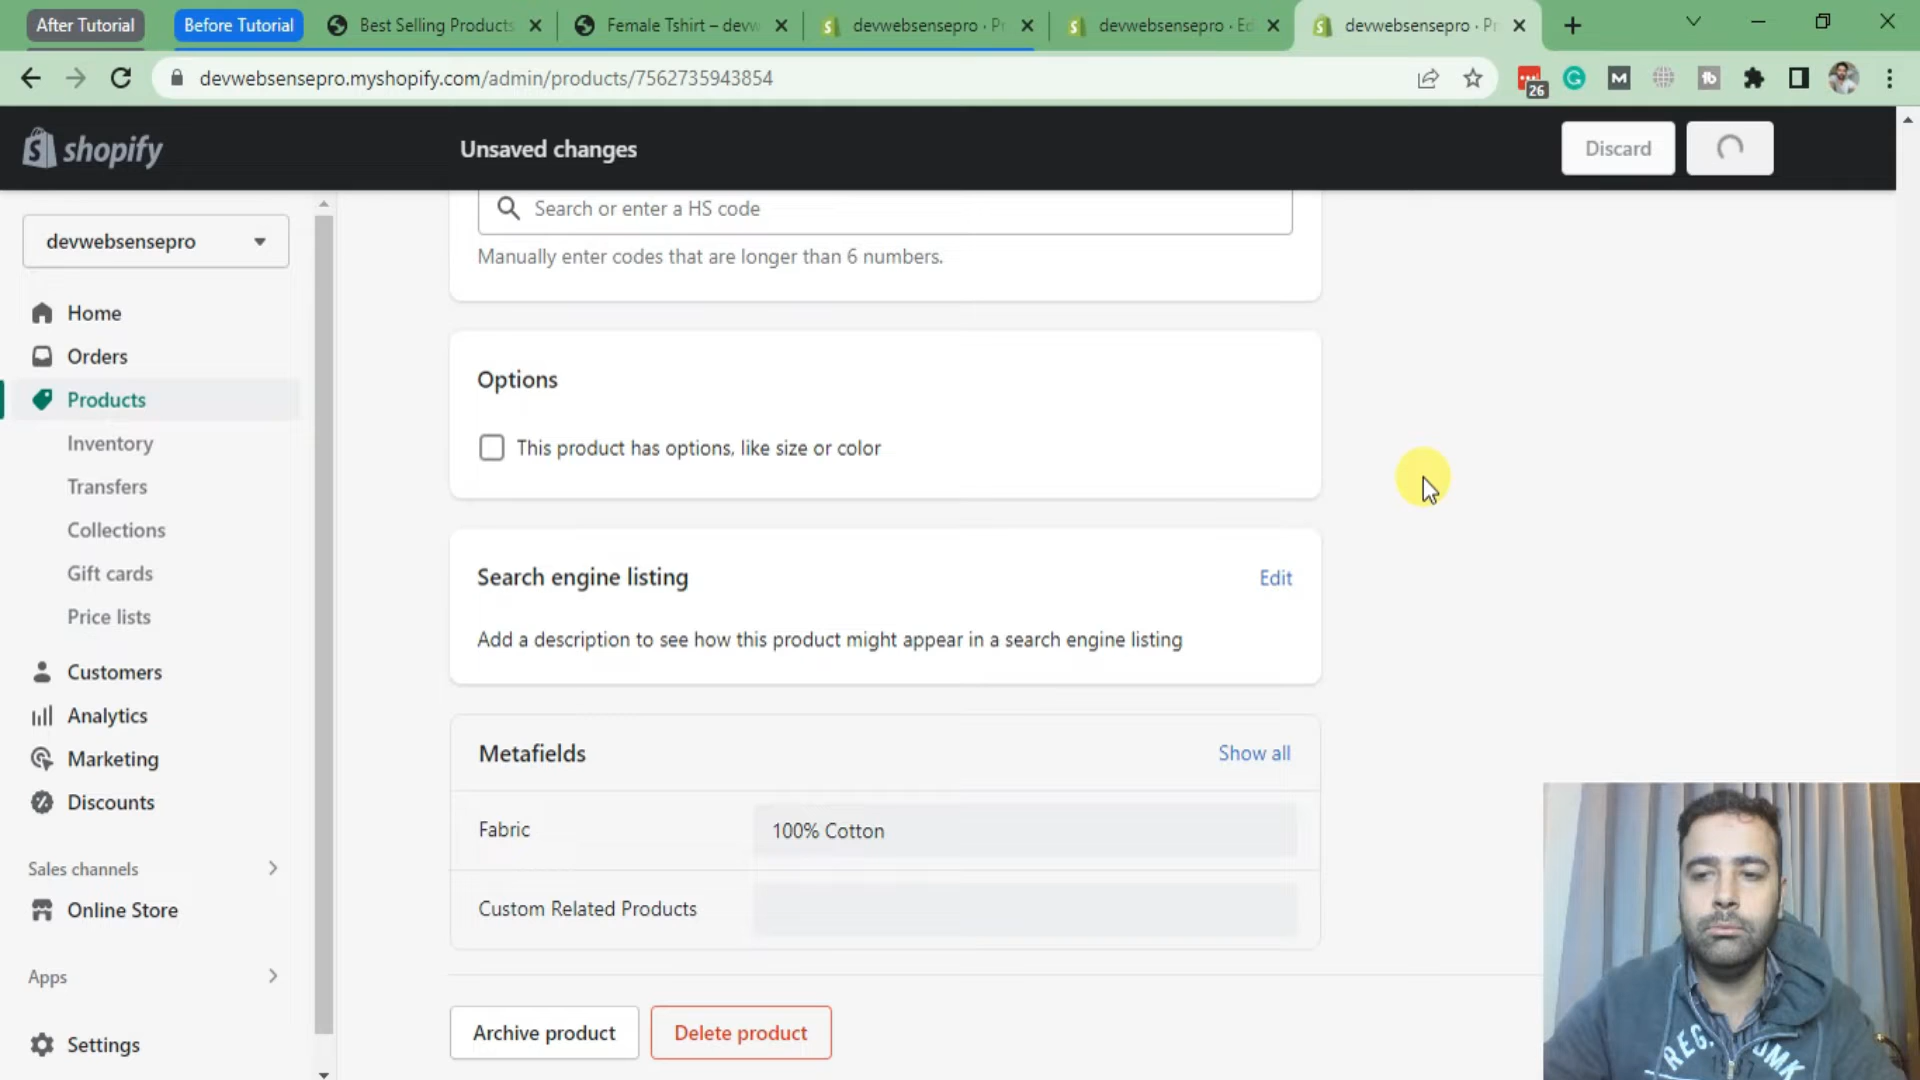 After Tutorial
Before Tutorial
Best Selling Products
Female Tshirt – devw
devwebsensepro · Pr
devwebsensepro · Ed
devwebsensepro · Pr
devwebsensepro.myshopify.com/admin/products/7562735943854
26
shopify
Unsaved changes
Discard
devwebsensepro
Search or enter a HS code
Manually enter codes that are longer than 6 numbers.
Home
Orders
Products
Inventory
Transfers
Collections
Gift cards
Price lists
Customers
Analytics
Marketing
Discounts
Sales channels
Online Store
Apps
Settings
Options
This product has options, like size or color
Search engine listing
Edit
Add a description to see how this product might appear in a search engine listing
Metafields
Show all
Fabric
100% Cotton
Custom Related Products
Archive product
Delete product
REG.